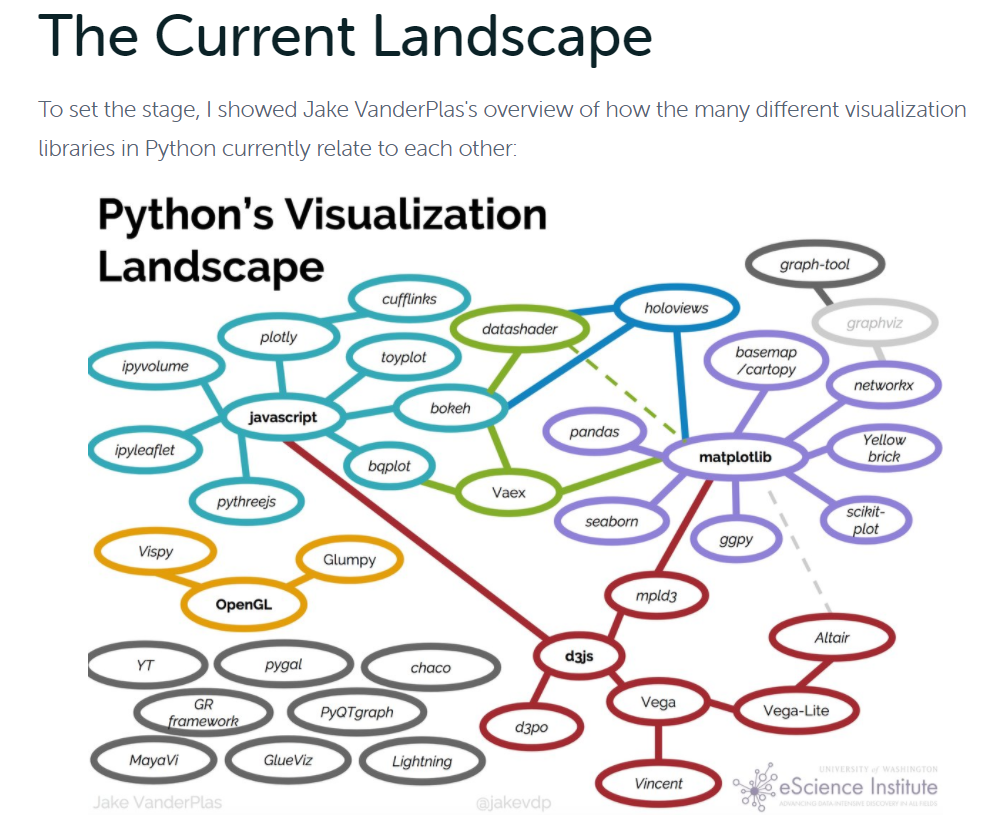 The Current Landscape
To set the stage, I showed Jake VanderPlas's overview of how the many different visualization
libraries in Python currently relate to each other:
Python's Visualization
Landscape
graph-tool
cufflinks
holoviews
graphviz
datashader
plotly
toyplot
basemap
/cartopy
ipyvolume
networkx
bokeh
javascript
pandas
Yellow
brick
ipyleaflet
matplotlib
bqplot
Vaex
pythreejs
seaborn
scikit-
plot
ggpy
Vispy
Glumpy
mpld3
OpenGL
Altair
d3js
YT
pygal
chaco
Vega
Vega-Lite
GR
framework
PyQTgraph
d3po
MayaVi
GlueViz
Lightning
Vincent
UNIVERSITY of WASHINGTON
eScience Institute
ADVANCING DATA-INTENSIVE DISCOVERY IN ALL FIELDS
Jake VanderPlas
@jakevdp